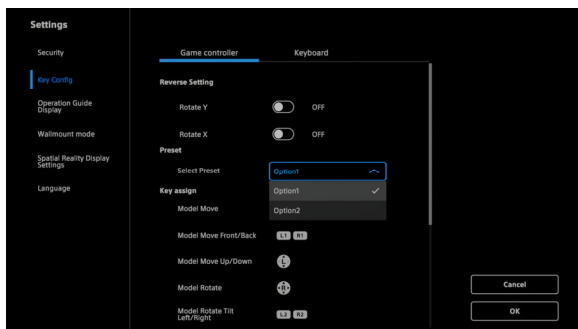 Settings
Security
Key Config
Operation Guide
Display
Wallmount mode
Spatial Reality Display
Settings
Language
Game controller
Keyboard
Reverse Setting
Rotate Y
OFF
Rotate X
OFF
Preset
Select Preset
Option1
Option1
Option2
Key assign
Model Move
Model Move Front/Back
L1 R1
Model Move Up/Down
L
Model Rotate
R
Model Rotate Tilt
Left/Right
L2 R2
Cancel
OK